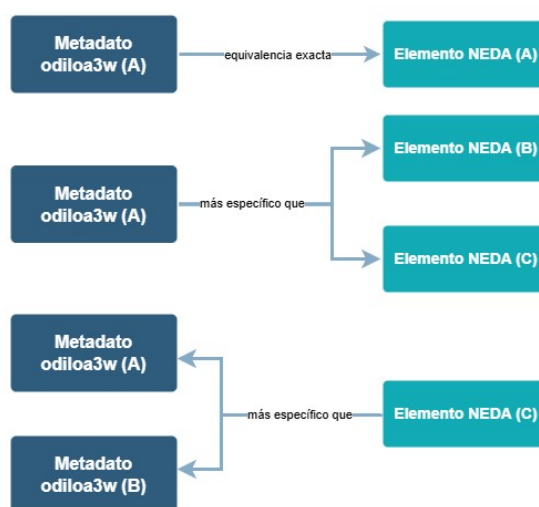 Metadato
odiloa3w (A)
equivalencia exacta
Elemento NEDA (A)
Metadato
odiloa3w (A)
más específico que
Elemento NEDA (B)
Elemento NEDA (C)
Metadato
odiloa3w (A)
Metadato
odiloa3w (B)
más específico que
Elemento NEDA (C)